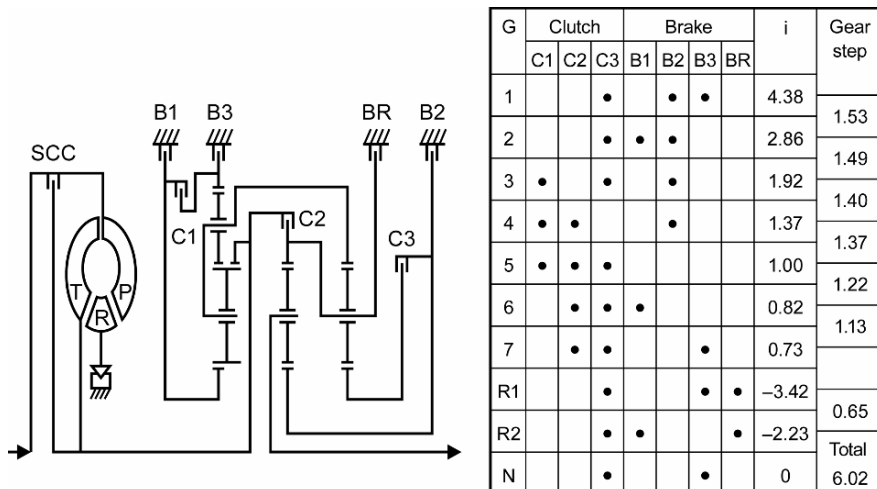 B1 B3 BR B2
SCC
C2
C1
C3
T P
R
G Clutch Brake i Gear step
C1 C2 C3 B1 B2 B3 BR
1 • • • 4.38
1.53
2 • • • 2.86
1.49
3 • • • 1.92
1.40
4 • • • 1.37
1.37
5 • • • 1.00
1.22
6 • • • 0.82
1.13
7 • • • 0.73
R1 • • • –3.42
0.65
R2 • • • –2.23
Total
N • • 0
6.02